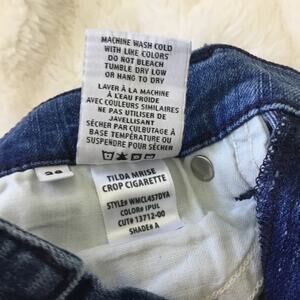 MACHINE WASH COLD
WITH LIKE COLORS
DO NOT BLEACH
TUMBLE DRY LOW
OR HANG TO DRY
LAVER À LA MACHINE
À L'EAU FROIDE
AVEC COULEURS SIMILAIRES
NE PAS UTILISER DE
JAVELLISANT
SÉCHER PAR CULBUTAGE À
BASE TEMPÉRATURE OU
SUSPENDRE POUR SÉCHER
TILDA MRISE
CROP CIGARETTE
STYLE# WMCL457DYA
COLOR# IPUL
CUT# 13712-00
SHADE# A